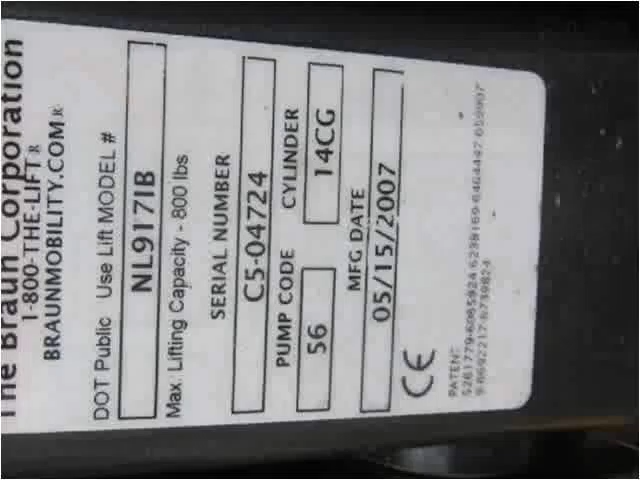 The Braun Corporation
1-800-THE-LIFT®
BRAUNMOBILITY.COM®
DOT Public Use Lift MODEL #
NL917IB
Max. Lifting Capacity - 800 lbs
SERIAL NUMBER
C5-04724
PUMP CODE CYLINDER
56 14CG
MFG DATE
05/15/2007
CE
PATENT: